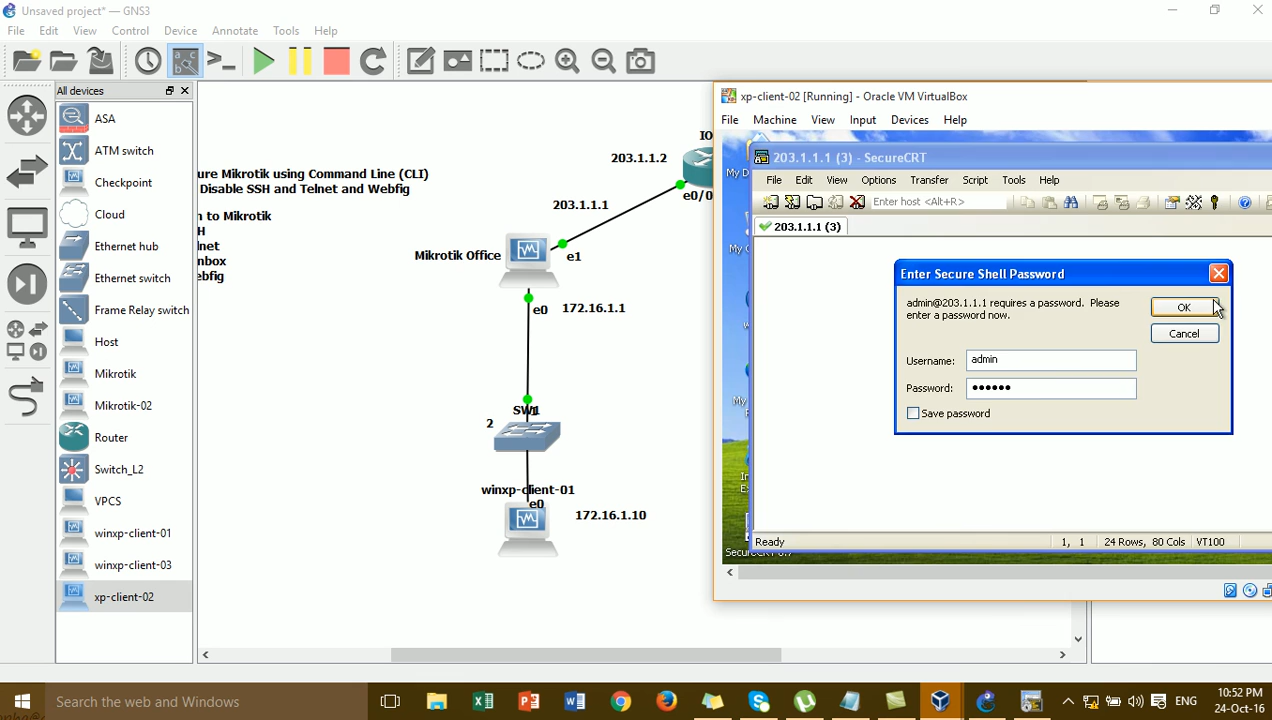 Unsaved project* — GNS3
File Edit View Control Device Annotate Tools Help
All devices
ASA
ATM switch
Checkpoint
Cloud
Ethernet hub
Ethernet switch
Frame Relay switch
Host
Mikrotik
Mikrotik-02
Router
Switch_L2
VPCS
winxp-client-01
winxp-client-03
xp-client-02
ure Mikrotik using Command Line (CLI)
Disable SSH and Telnet and Webfig
n to Mikrotik
H
net
nbox
ebfig
IO
203.1.1.2
e0/0
203.1.1.1
Mikrotik Office
e1
e0
172.16.1.1
SW1
1
2
winxp-client-01
e0
172.16.1.10
xp-client-02 [Running] - Oracle VM VirtualBox
File Machine View Input Devices Help
My D
203.1.1.1 (3) - SecureCRT
File Edit View Options Transfer Script Tools Help
Enter host <Alt+R>
203.1.1.1 (3)
Enter Secure Shell Password
admin@203.1.1.1 requires a password. Please
enter a password now.
OK
Cancel
Username: admin
Password: ••••••
Save password
Ready 1, 1 24 Rows, 80 Cols VT100
Search the web and Windows
ENG
10:52 PM
24-Oct-16